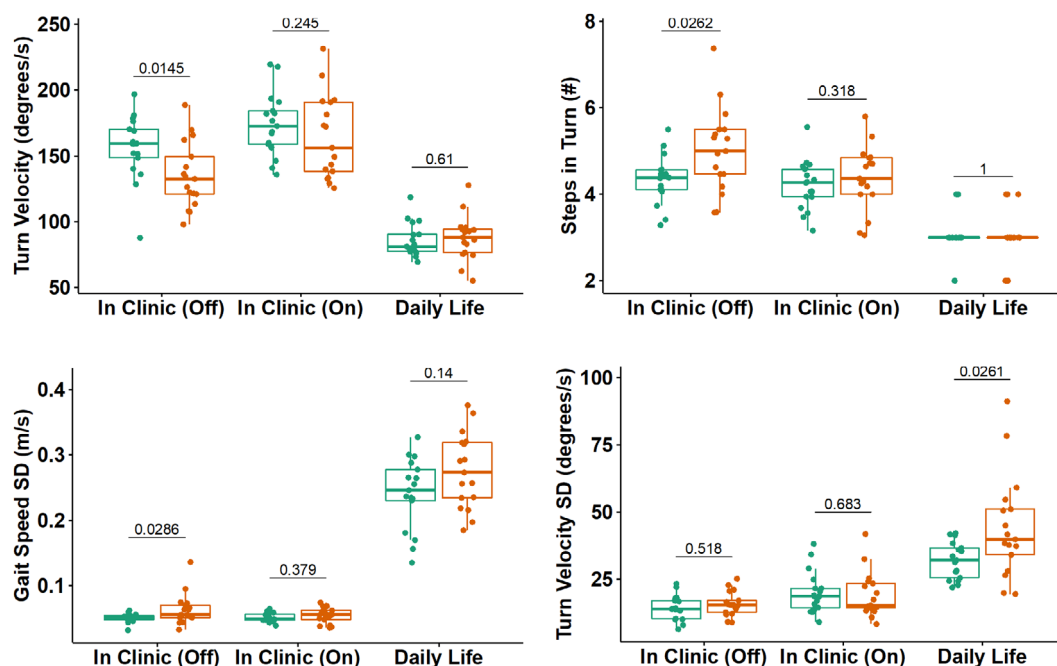 Turn Velocity (degrees/s)
250
200
150
100
50
0.0145
0.245
0.61
In Clinic (Off)
In Clinic (On)
Daily Life
Steps in Turn (#)
8
6
4
2
0.0262
0.318
1
In Clinic (Off)
In Clinic (On)
Daily Life
Gait Speed SD (m/s)
0.4
0.3
0.2
0.1
0.0286
0.379
0.14
In Clinic (Off)
In Clinic (On)
Daily Life
Turn Velocity SD (degrees/s)
100
75
50
25
0.518
0.683
0.0261
In Clinic (Off)
In Clinic (On)
Daily Life